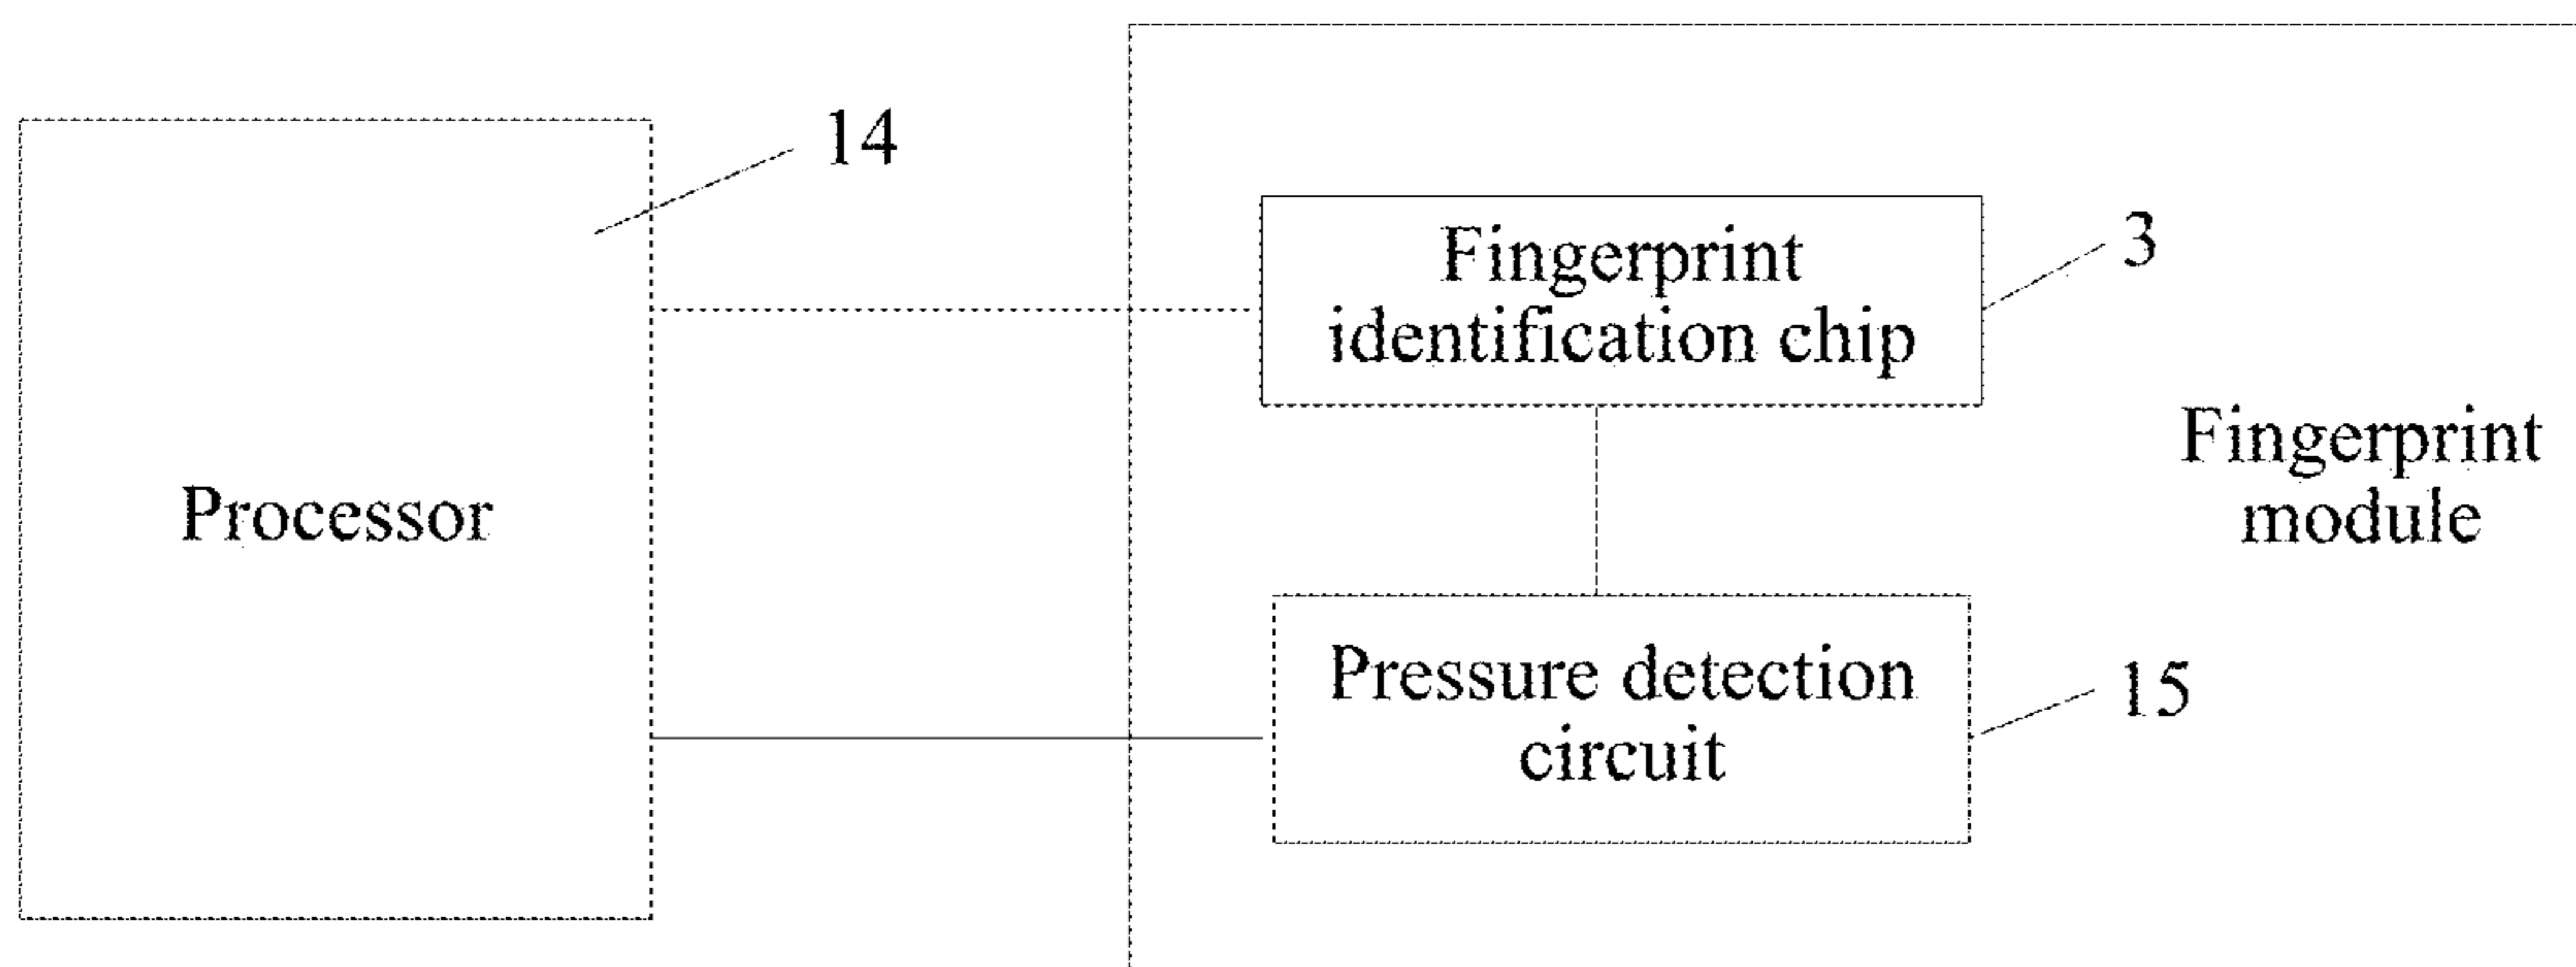 14
Fingerprint
identification chip
3
Fingerprint
module
Processor
Pressure detection
circuit
15